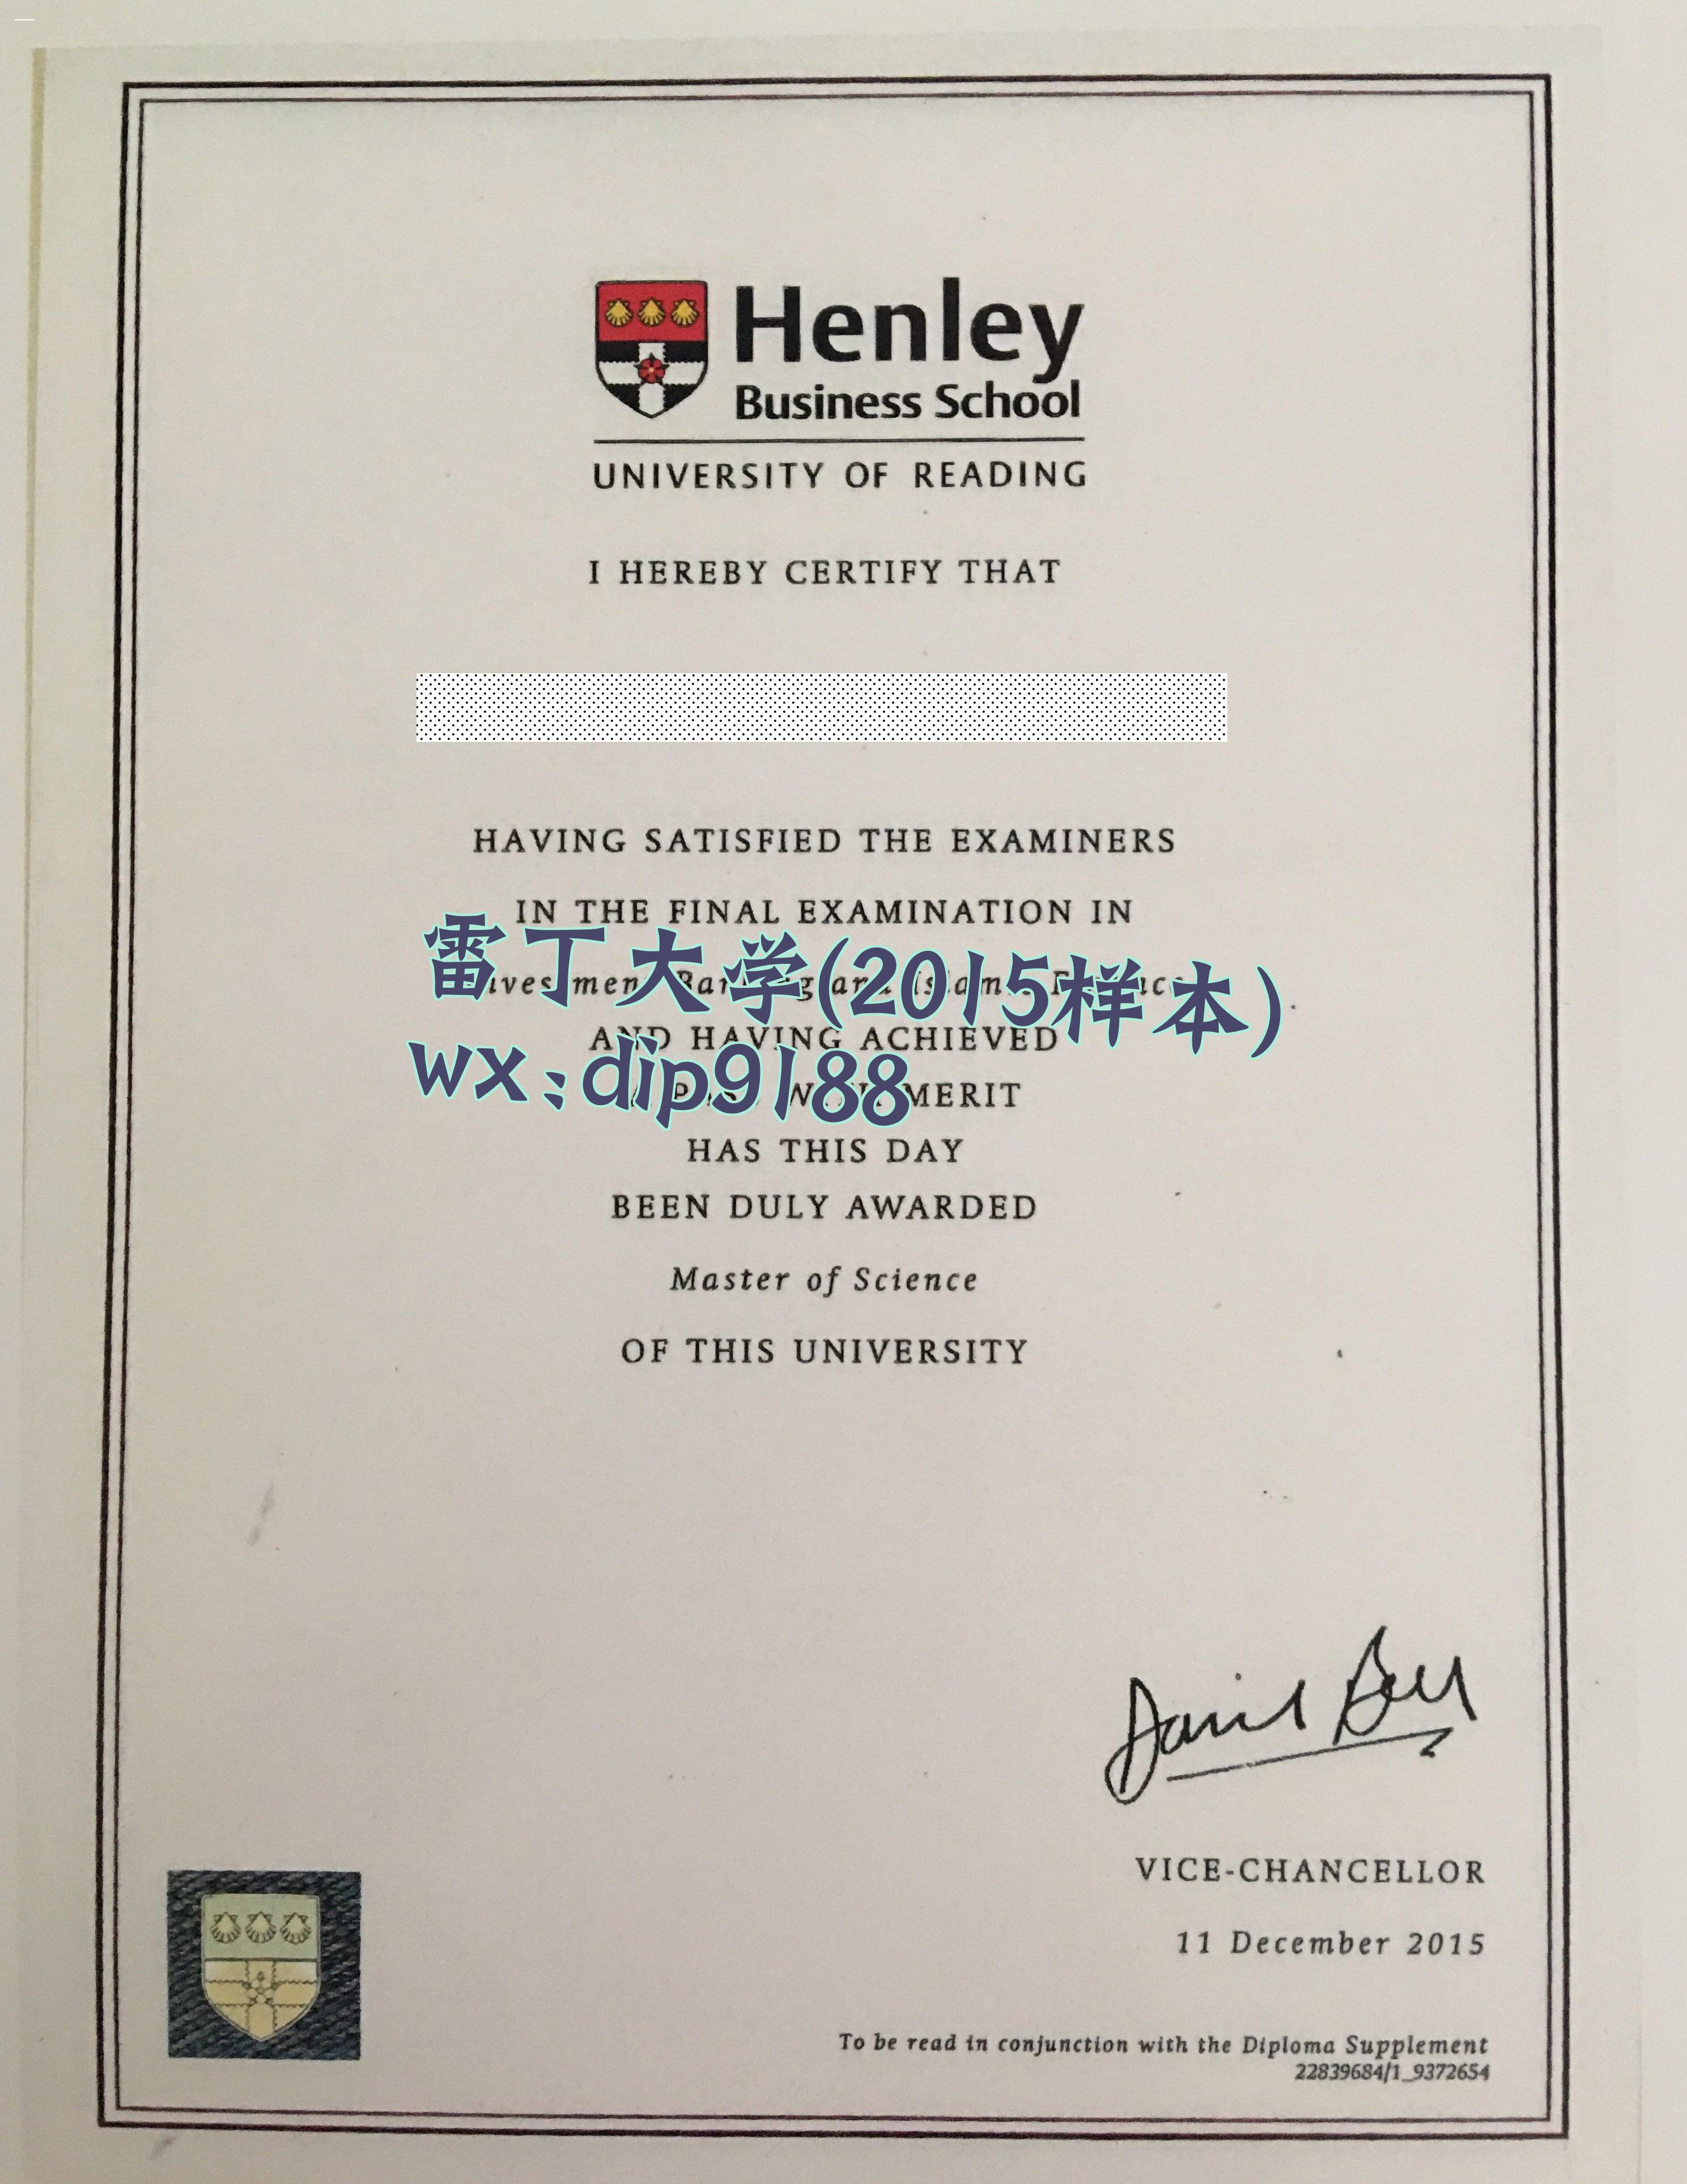 Henley
Business School
UNIVERSITY OF READING
I HEREBY CERTIFY THAT
HAVING SATISFIED THE EXAMINERS
IN THE FINAL EXAMINATION IN
雷丁大学(2015样本)
AND HAVING ACHIEVED
wx:dip9188
MERIT
HAS THIS DAY
BEEN DULY AWARDED
Master of Science
OF THIS UNIVERSITY
David Bell
VICE-CHANCELLOR
11 December 2015
To be read in conjunction with the Diploma Supplement
22839684/1_9372654